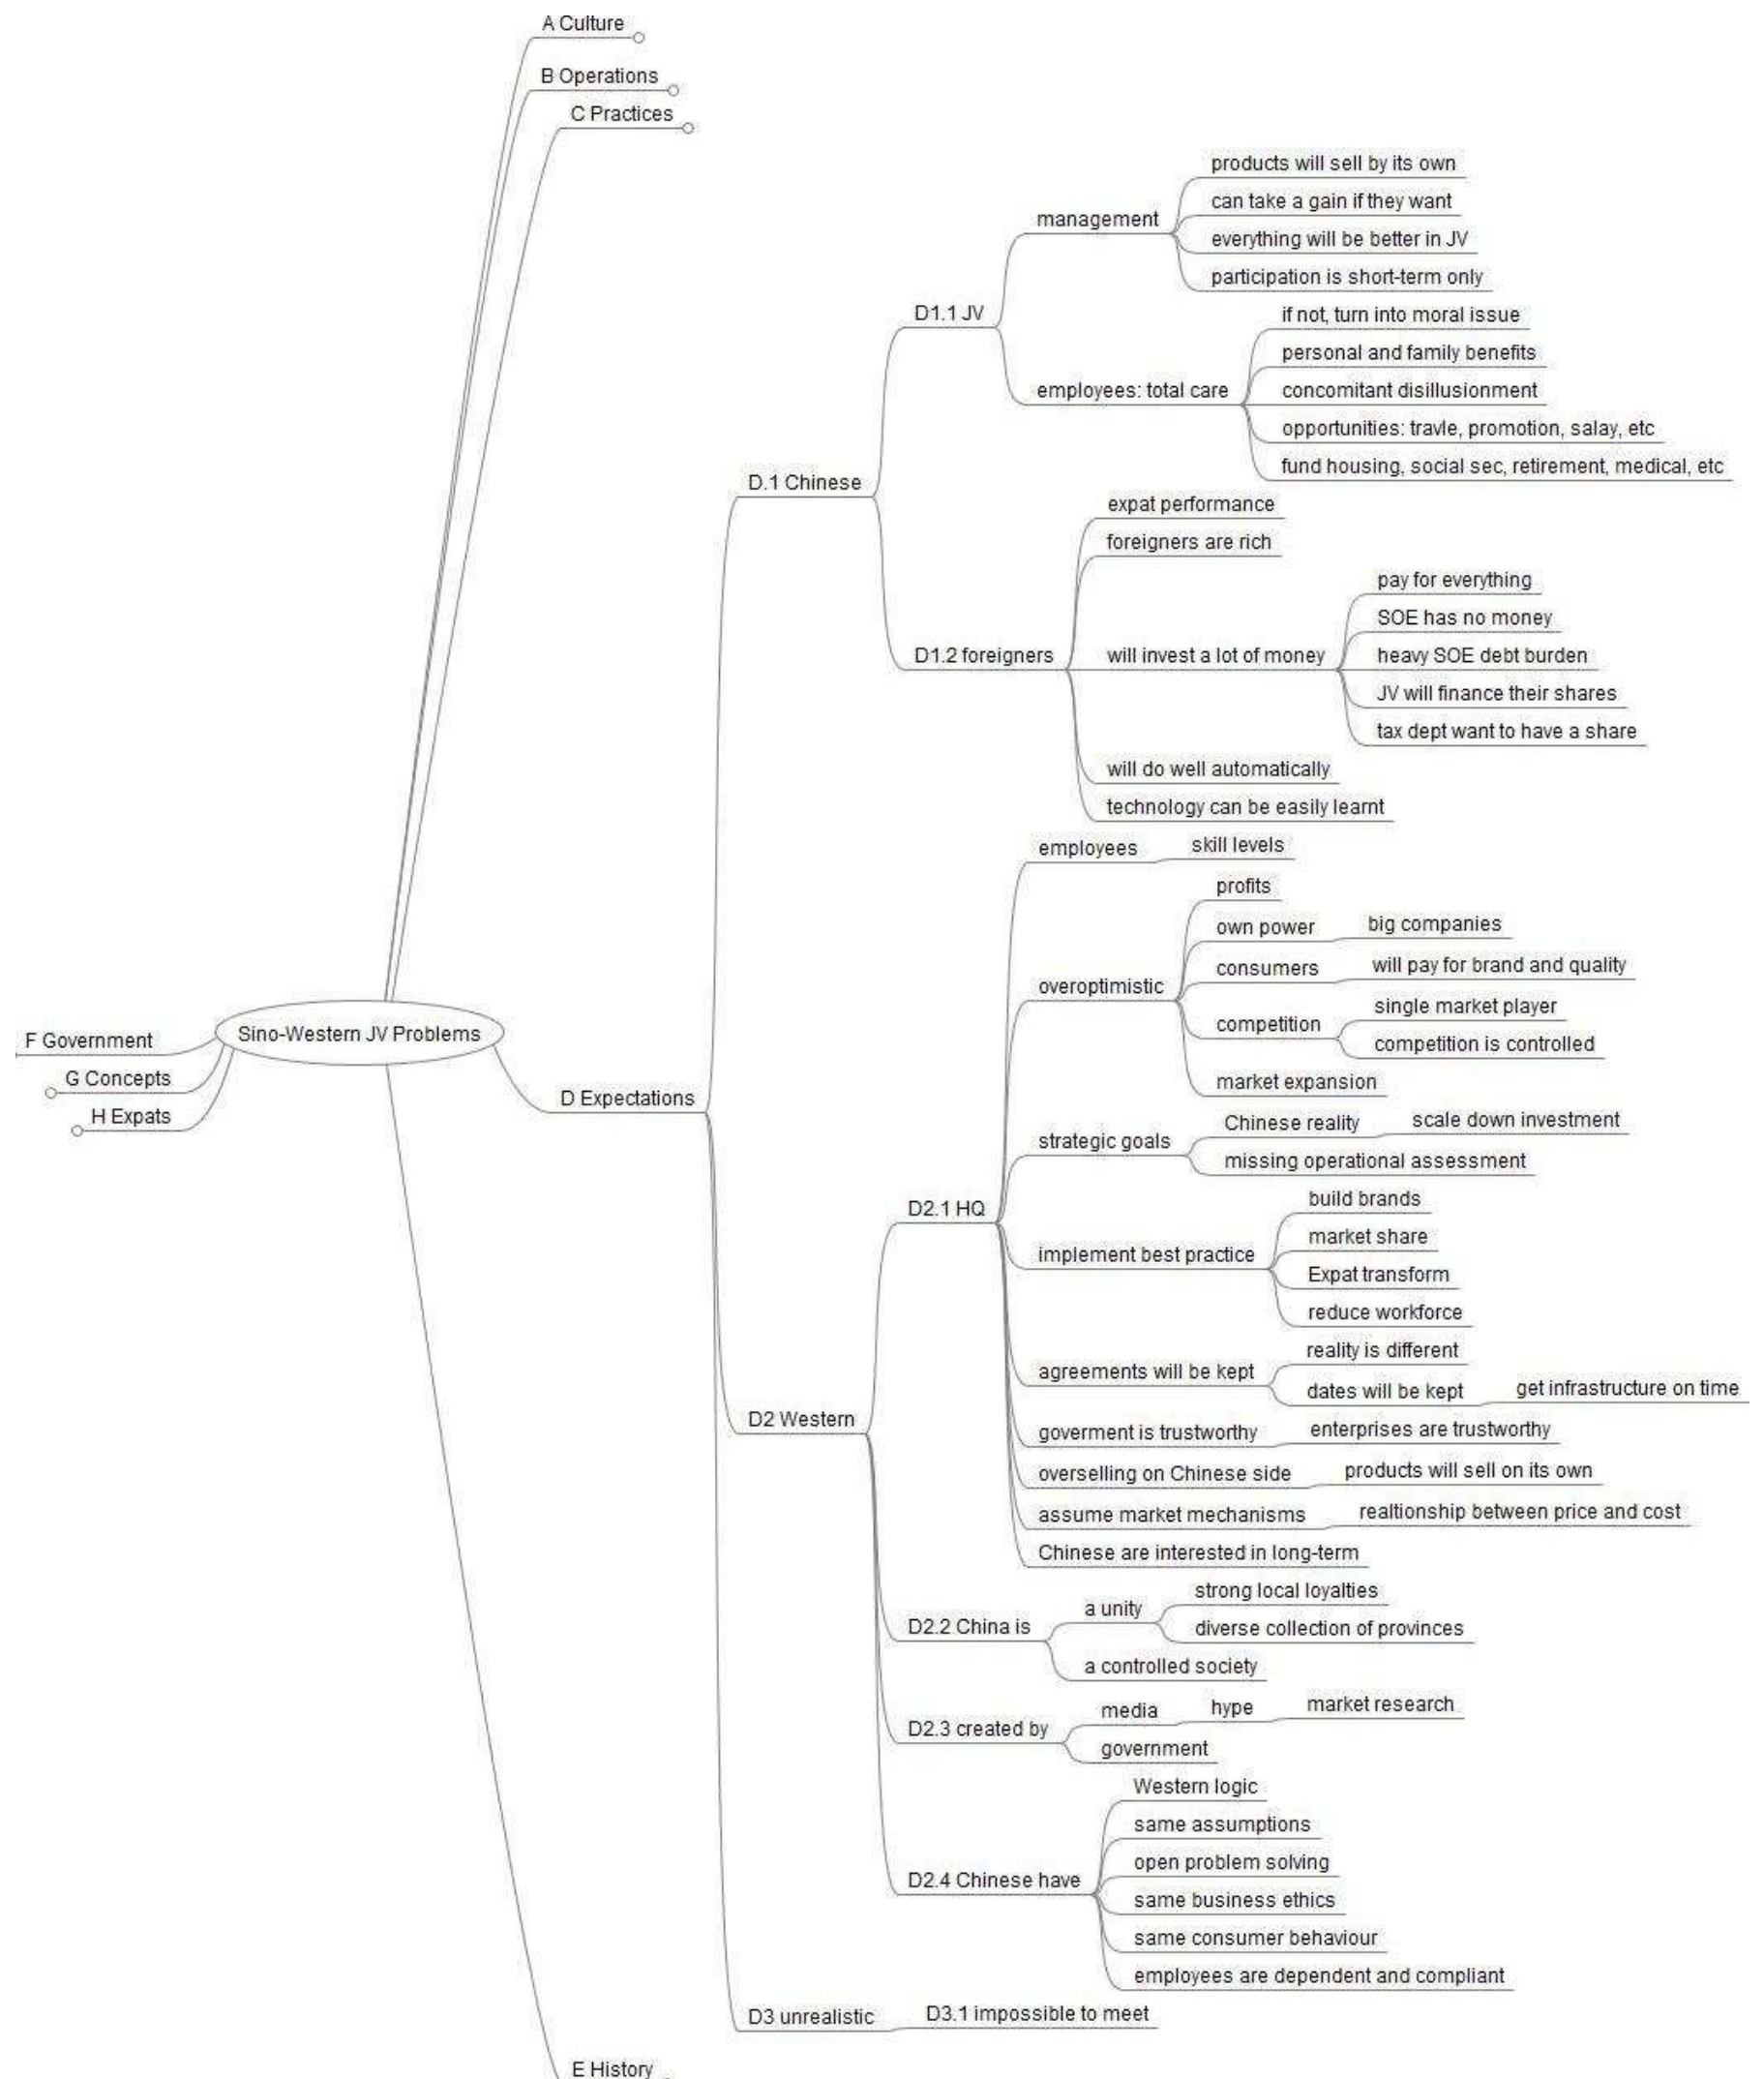 A Culture
B Operations
C Practices
products will sell by its own
can take a gain if they want
management
everything will be better in JV
participation is short-term only
D1.1 JV
if not, turn into moral issue
personal and family benefits
employees: total care
concomitant disillusionment
opportunities: travle, promotion, salay, etc
fund housing, social sec, retirement, medical, etc
D.1 Chinese
expat performance
foreigners are rich
pay for everything
SOE has no money
D1.2 foreigners
will invest a lot of money
heavy SOE debt burden
JV will finance their shares
tax dept want to have a share
will do well automatically
technology can be easily learnt
employees
skill levels
profits
own power
big companies
consumers
will pay for brand and quality
overoptimistic
single market player
competition
competition is controlled
market expansion
Sino-Western JV Problems
F Government
G Concepts
H Expats
D Expectations
Chinese reality
scale down investment
strategic goals
missing operational assessment
D2.1 HQ
build brands
market share
implement best practice
Expat transform
reduce workforce
reality is different
agreements will be kept
dates will be kept
get infrastructure on time
D2 Western
goverment is trustworthy
enterprises are trustworthy
overselling on Chinese side
products will sell on its own
assume market mechanisms
realtionship between price and cost
Chinese are interested in long-term
strong local loyalties
a unity
D2.2 China is
diverse collection of provinces
a controlled society
media
hype
market research
D2.3 created by
government
Western logic
same assumptions
open problem solving
D2.4 Chinese have
same business ethics
same consumer behaviour
employees are dependent and compliant
D3 unrealistic
D3.1 impossible to meet
E History